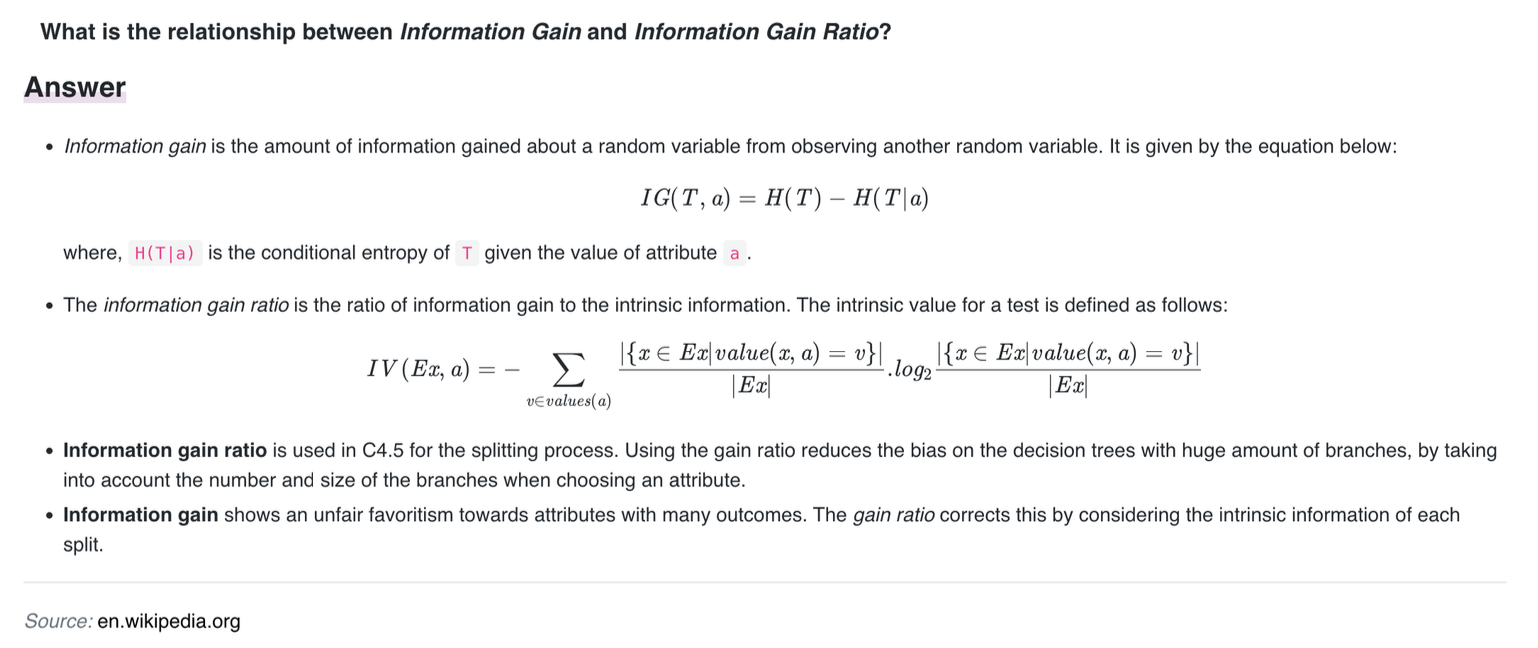 What is the relationship between Information Gain and Information Gain Ratio?
Answer
• Information gain is the amount of information gained about a random variable from observing another random variable. It is given by the equation below:
IG(T, a) = H(T) − H(T|a)
where, H(T|a) is the conditional entropy of T given the value of attribute a .
• The information gain ratio is the ratio of information gain to the intrinsic information. The intrinsic value for a test is defined as follows:
IV(Ex, a) = − ∑_{v∈values(a)} |{x ∈ Ex|value(x, a) = v}| / |Ex| . log₂ |{x ∈ Ex|value(x, a) = v}| / |Ex|
• Information gain ratio is used in C4.5 for the splitting process. Using the gain ratio reduces the bias on the decision trees with huge amount of branches, by taking
into account the number and size of the branches when choosing an attribute.
• Information gain shows an unfair favoritism towards attributes with many outcomes. The gain ratio corrects this by considering the intrinsic information of each
split.
Source: en.wikipedia.org